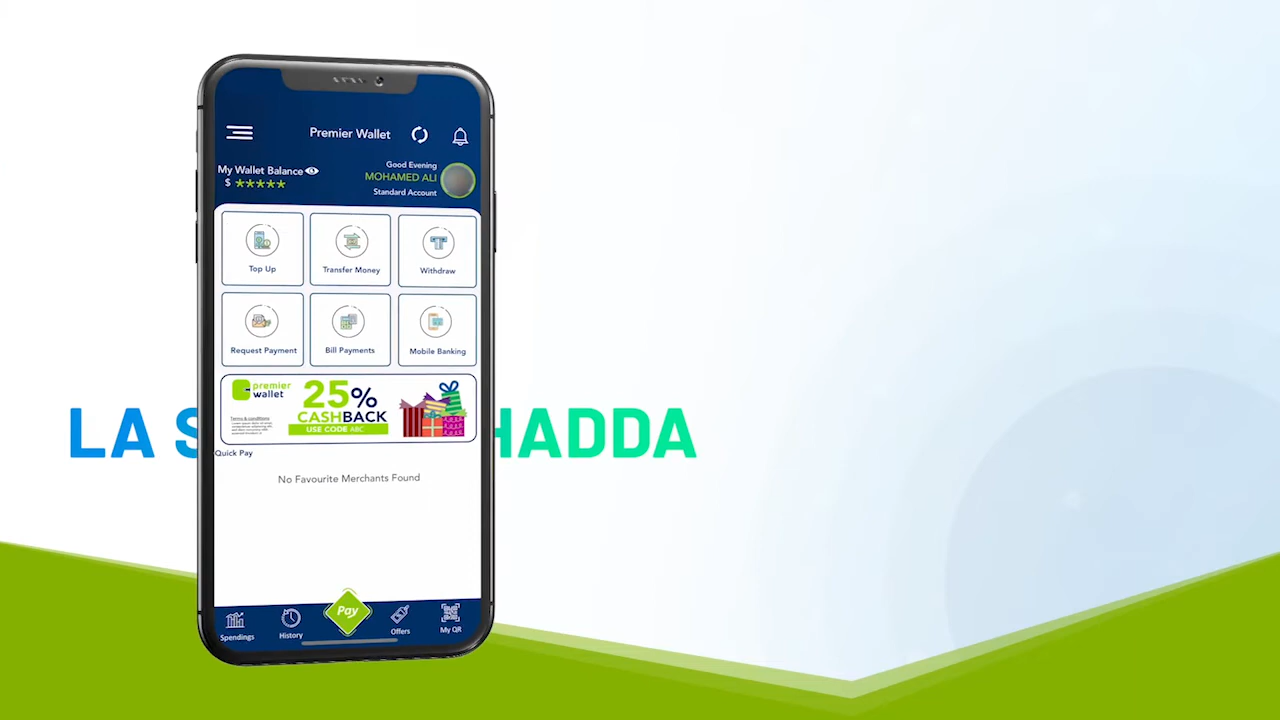 Premier Wallet
My Wallet Balance
$ *****
Good Evening
MOHAMED ALI
Standard Account
Top Up
Transfer Money
Withdraw
Request Payment
Bill Payments
Mobile Banking
premier
wallet
Terms & conditions
25%
CASHBACK
USE CODE ABC
LA S
HADDA
Quick Pay
No Favourite Merchants Found
Spendings
History
Pay
Offers
My QR